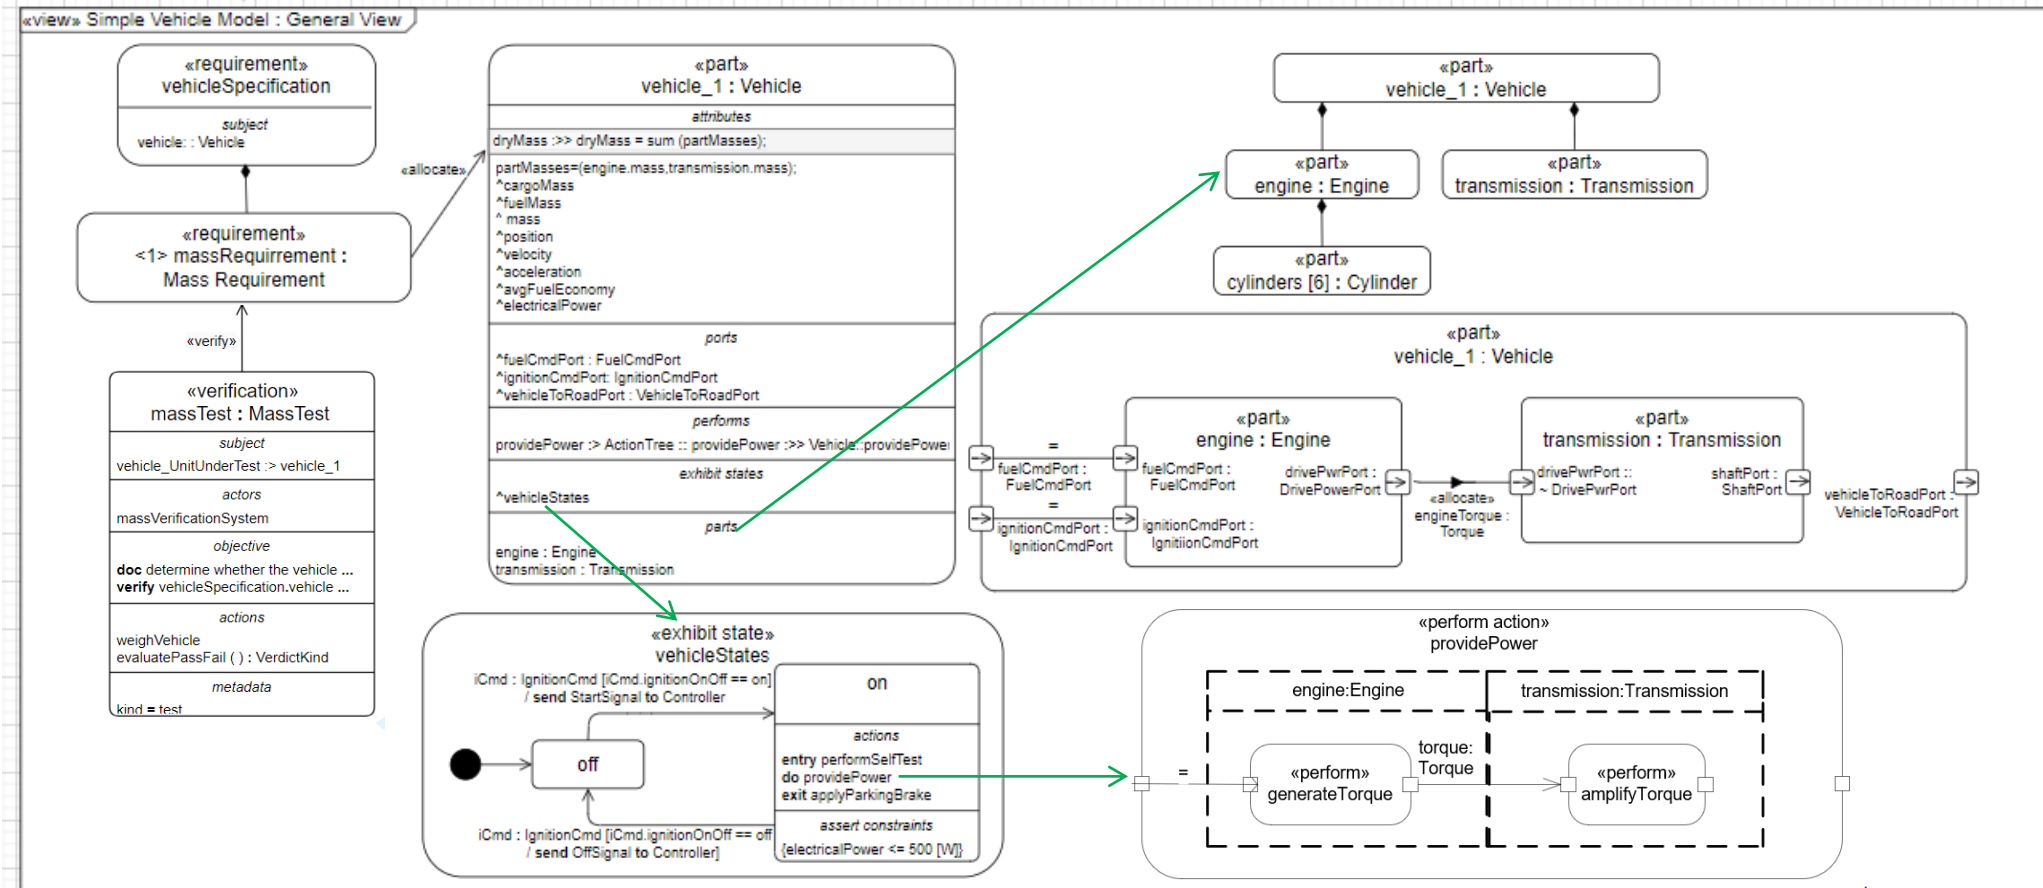 «view» Simple Vehicle Model : General View
«requirement»
vehicleSpecification
subject
vehicle: : Vehicle
«requirement»
<1> massRequirrement :
Mass Requirement
«allocate»
«verify»
«verification»
massTest : MassTest
subject
vehicle_UnitUnderTest :> vehicle_1
actors
massVerificationSystem
objective
doc determine whether the vehicle ...
verify vehicleSpecification.vehicle ...
actions
weighVehicle
evaluatePassFail ( ) : VerdictKind
metadata
kind = test
«part»
vehicle_1 : Vehicle
attributes
dryMass :>> dryMass = sum (partMasses);
partMasses=(engine.mass,transmission.mass);
^cargoMass
^fuelMass
^ mass
^position
^velocity
^acceleration
^avgFuelEconomy
^electricalPower
ports
^fuelCmdPort : FuelCmdPort
^ignitionCmdPort: IgnitionCmdPort
^vehicleToRoadPort : VehicleToRoadPort
performs
providePower :> ActionTree :: providePower :>> Vehicle::providePower
exhibit states
^vehicleStates
parts
engine : Engine
transmission : Transmission
«part»
vehicle_1 : Vehicle
«part»
engine : Engine
«part»
transmission : Transmission
«part»
cylinders [6] : Cylinder
«part»
vehicle_1 : Vehicle
=
fuelCmdPort :
FuelCmdPort
=
ignitionCmdPort :
IgnitionCmdPort
«part»
engine : Engine
fuelCmdPort :
FuelCmdPort
drivePwrPort :
DrivePowerPort
ignitionCmdPort :
IgnitiionCmdPort
«allocate»
engineTorque :
Torque
«part»
transmission : Transmission
drivePwrPort ::
~ DrivePwrPort
shaftPort :
ShaftPort
vehicleToRoadPort :
VehicleToRoadPort
«exhibit state»
vehicleStates
iCmd : IgnitionCmd [iCmd.ignitionOnOff == on]
/ send StartSignal to Controller
off
iCmd : IgnitionCmd [iCmd.ignitionOnOff == off
/ send OffSignal to Controller]
on
actions
entry performSelfTest
do providePower
exit applyParkingBrake
assert constraints
{electricalPower <= 500 [W]}
«perform action»
providePower
engine:Engine
transmission:Transmission
=
«perform»
generateTorque
torque:
Torque
«perform»
amplifyTorque